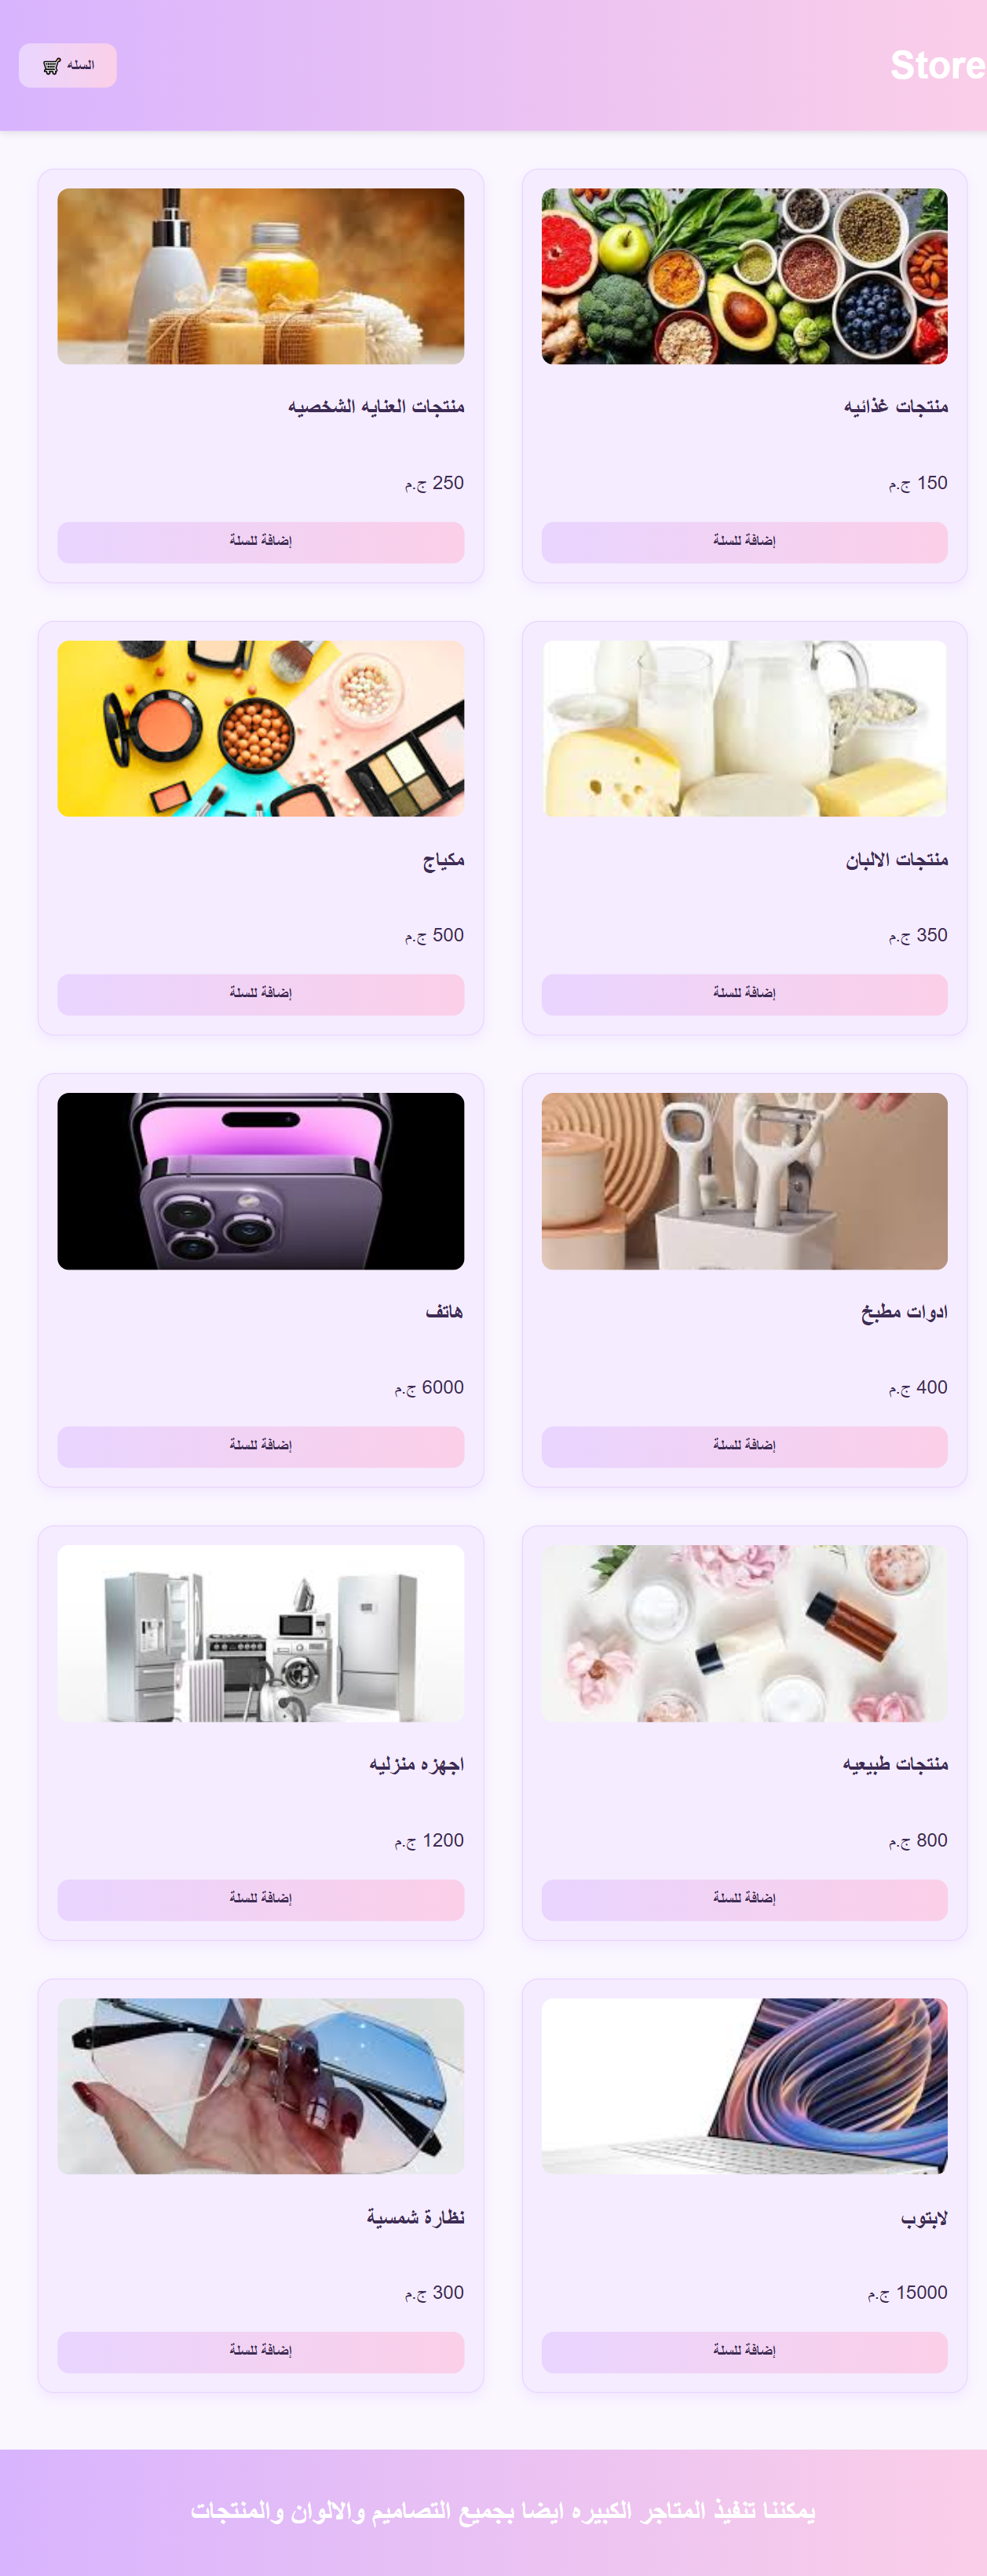 Store
السله 🛒
منتجات غذائيه
150 ج.م
إضافة للسلة
منتجات العنايه الشخصيه
250 ج.م
إضافة للسلة
منتجات الالبان
350 ج.م
إضافة للسلة
مكياج
500 ج.م
إضافة للسلة
ادوات مطبخ
400 ج.م
إضافة للسلة
هاتف
6000 ج.م
إضافة للسلة
منتجات طبيعيه
800 ج.م
إضافة للسلة
اجهزه منزليه
1200 ج.م
إضافة للسلة
لابتوب
15000 ج.م
إضافة للسلة
نظارة شمسية
300 ج.م
إضافة للسلة
يمكننا تنفيذ المتاجر الكبيره ايضا بجميع التصاميم والالوان والمنتجات